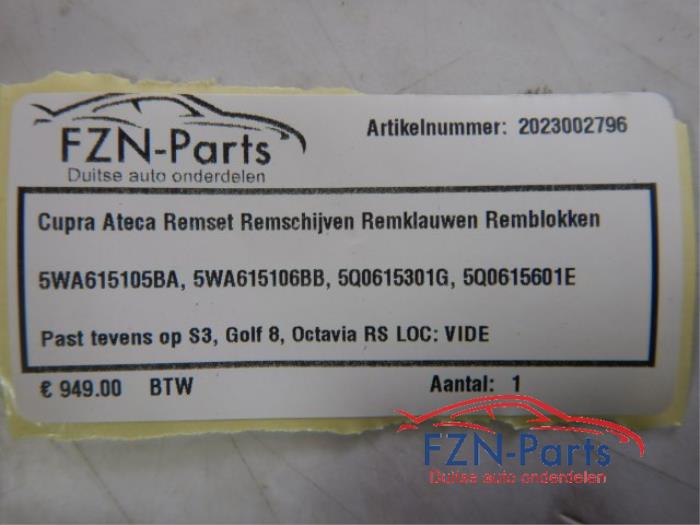 FZN-Parts
Duitse auto onderdelen
Artikelnummer: 2023002796
Cupra Ateca Remset Remschijven Remklauwen Remblokken
5WA615105BA, 5WA615106BB, 5Q0615301G, 5Q0615601E
Past tevens op S3, Golf 8, Octavia RS LOC: VIDE
€ 949.00 BTW
Aantal: 1
FZN-Parts
Duitse auto onderdelen